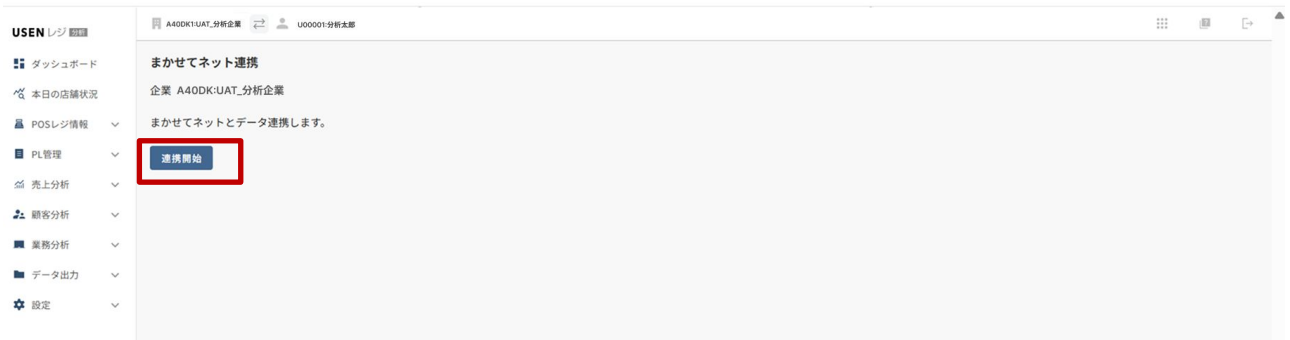 USEN レジ 分析
A40DK1:UAT_分析企業 U00001:分析太郎
ダッシュボード
本日の店舗状況
POSレジ情報
PL管理
売上分析
顧客分析
業務分析
データ出力
設定
まかせてネット連携
企業 A40DK:UAT_分析企業
まかせてネットとデータ連携します。
連携開始